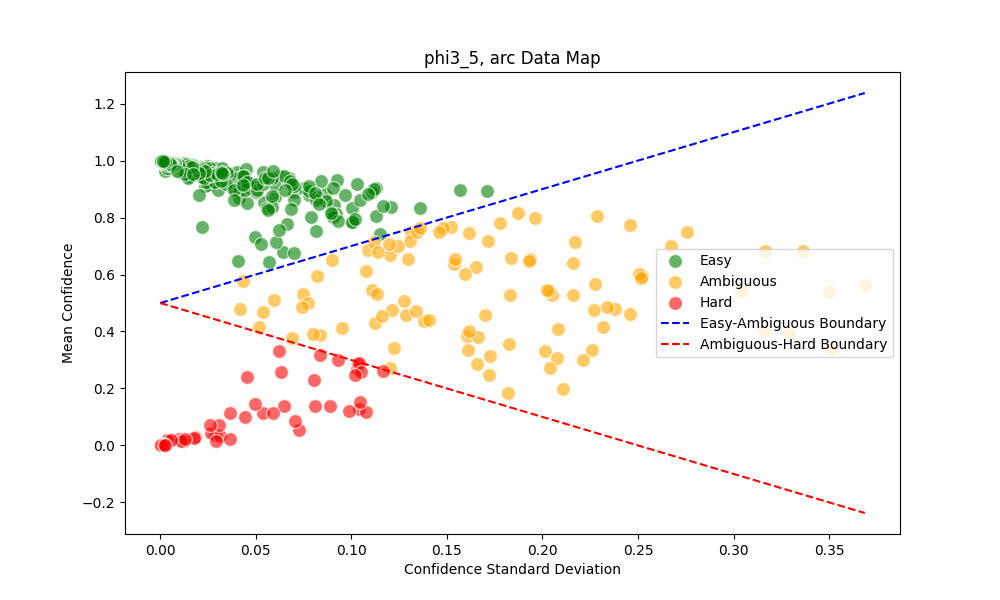 phi3_5, arc Data Map
Mean Confidence
1.2
1.0
0.8
0.6
0.4
0.2
0.0
−0.2
Easy
Ambiguous
Hard
Easy-Ambiguous Boundary
Ambiguous-Hard Boundary
0.00 0.05 0.10 0.15 0.20 0.25 0.30 0.35
Confidence Standard Deviation